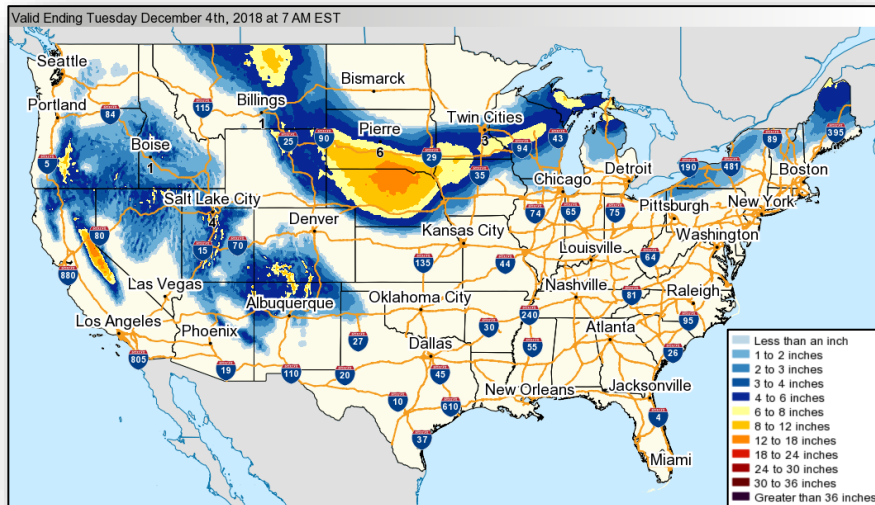 Valid Ending Tuesday December 4th, 2018 at 7 AM EST
Seattle
Bismarck
Portland
84
115
Billings
1
Twin Cities
3
395
Pierre
6
25
90
29
94
43
89
Boise
1
5
35
190
481
Boston
Chicago
Detroit
Salt Lake City
4
Denver
74
65
75
Pittsburgh
New York
80
15
70
Kansas City
Washington
880
135
44
Louisville
64
Las Vegas
Albuquerque
Oklahoma City
Nashville
81
Raleigh
Los Angeles
Phoenix
27
30
240
95
805
19
110
20
Dallas
55
Atlanta
26
45
10
610
New Orleans
Jacksonville
37
4
Miami
Less than an inch
1 to 2 inches
2 to 3 inches
3 to 4 inches
4 to 6 inches
6 to 8 inches
8 to 12 inches
12 to 18 inches
18 to 24 inches
24 to 30 inches
30 to 36 inches
Greater than 36 inches